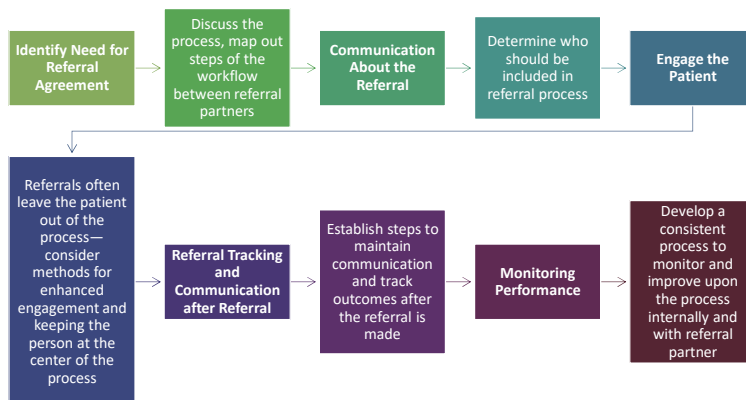 Identify Need for
Referral
Agreement
Discuss the
process, map out
steps of the
workflow
between referral
partners
Communication
About the
Referral
Determine who
should be
included in
referral process
Engage the
Patient
Referrals often
leave the patient
out of the
process—
consider
methods for
enhanced
engagement and
keeping the
person at the
center of the
process
Referral Tracking
and
Communication
after Referral
Establish steps to
maintain
communication
and track
outcomes after
the referral is
made
Monitoring
Performance
Develop a
consistent
process to
monitor and
improve upon
the process
internally and
with referral
partner